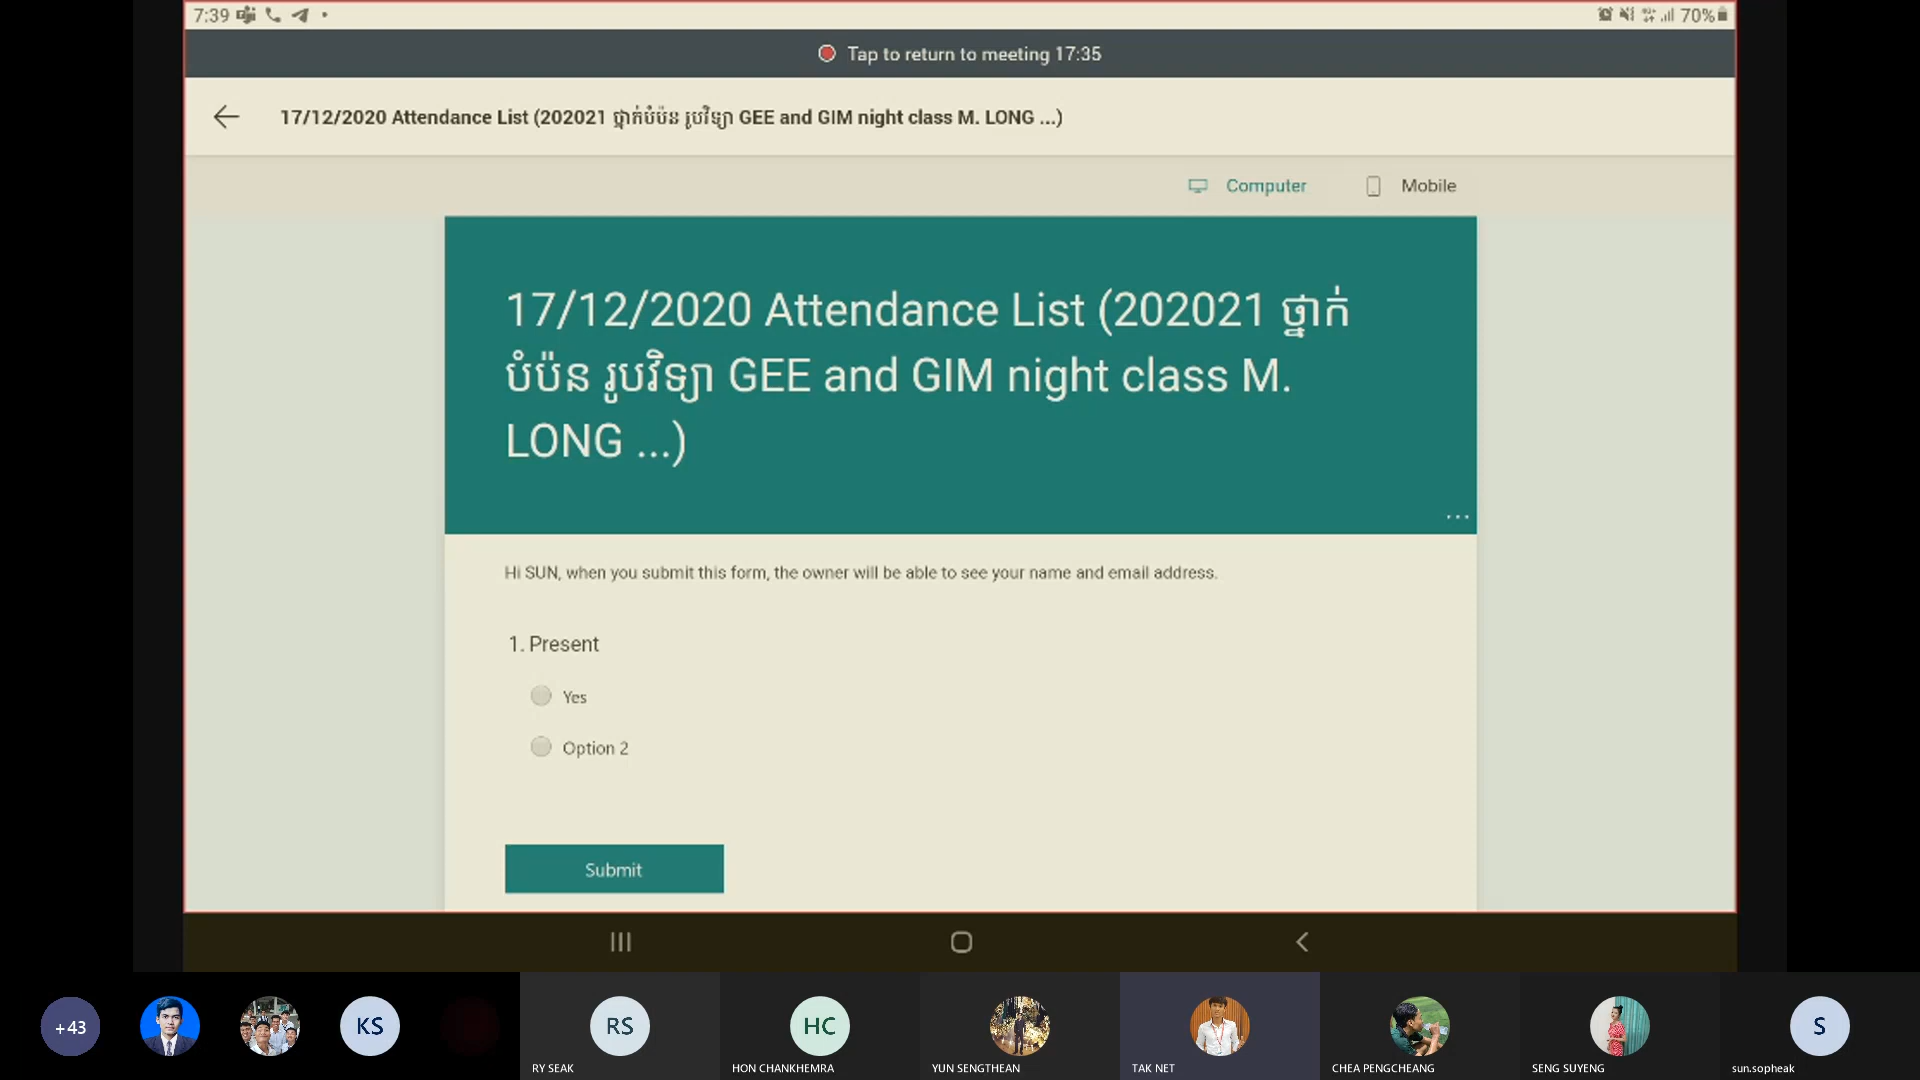 7:39
70%
Tap to return to meeting 17:35
17/12/2020 Attendance List (202021 ថ្នាក់បំប៉ន រូបវិទ្យា GEE and GIM night class M. LONG ...)
Computer
Mobile
17/12/2020 Attendance List (202021 ថ្នាក់
បំប៉ន រូបវិទ្យា GEE and GIM night class M.
LONG ...)
Hi SUN, when you submit this form, the owner will be able to see your name and email address.
1. Present
Yes
Option 2
Submit
+43
KS
RS
HC
S
RY SEAK
HON CHANKHEMRA
YUN SENGTHEAN
TAK NET
CHEA PENGCHEANG
SENG SUYENG
sun.sopheak